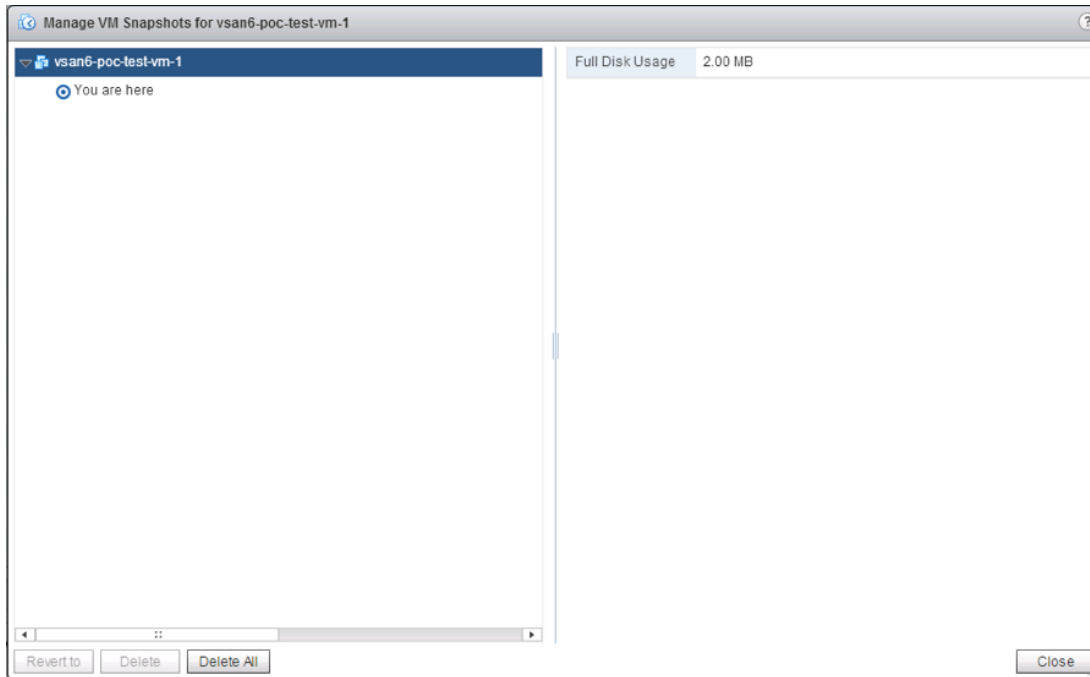 Manage VM Snapshots for vsan6-poc-test-vm-1 ?
vsan6-poc-test-vm-1
You are here
Full Disk Usage 2.00 MB
Revert to Delete Delete All Close